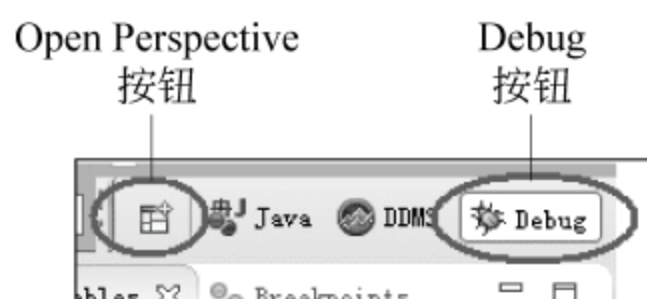 Open Perspective
按钮
Debug
按钮
Java DDMS Debug
Breakpoints